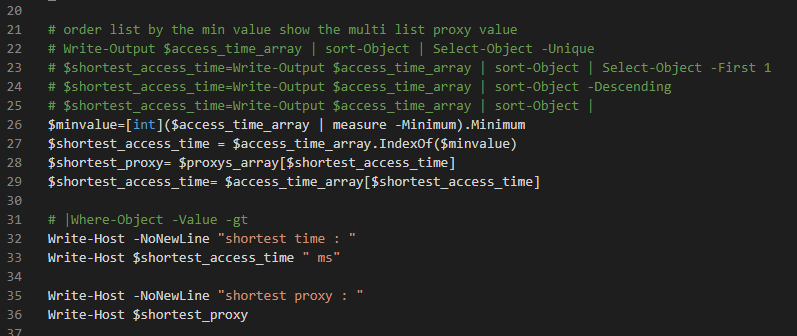 20
21 # order list by the min value show the multi list proxy value
22 # Write-Output $access_time_array | sort-Object | Select-Object -Unique
23 # $shortest_access_time=Write-Output $access_time_array | sort-Object | Select-Object -First 1
24 # $shortest_access_time=Write-Output $access_time_array | sort-Object -Descending
25 # $shortest_access_time=Write-Output $access_time_array | sort-Object |
26 $minvalue=[int]($access_time_array | measure -Minimum).Minimum
27 $shortest_access_time = $access_time_array.IndexOf($minvalue)
28 $shortest_proxy= $proxys_array[$shortest_access_time]
29 $shortest_access_time= $access_time_array[$shortest_access_time]
30
31 # |Where-Object -Value -gt
32 Write-Host -NoNewLine "shortest time : "
33 Write-Host $shortest_access_time " ms"
34
35 Write-Host -NoNewLine "shortest proxy : "
36 Write-Host $shortest_proxy
37